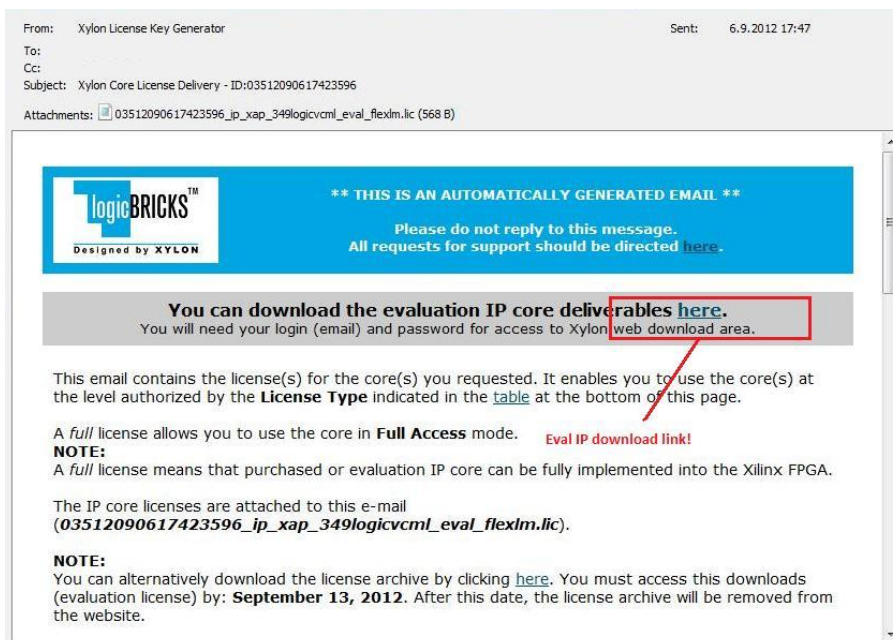 From: Xylon License Key Generator Sent: 6.9.2012 17:47
To:
Cc:
Subject: Xylon Core License Delivery - ID:03512090617423596
Attachments: 03512090617423596_ip_xap_349logicvcml_eval_flexlm.lic (568 B)
logicBRICKS™
Designed by XYLON
** THIS IS AN AUTOMATICALLY GENERATED EMAIL **
Please do not reply to this message.
All requests for support should be directed here.
You can download the evaluation IP core deliverables here.
You will need your login (email) and password for access to Xylon web download area.
This email contains the license(s) for the core(s) you requested. It enables you to use the core(s) at
the level authorized by the License Type indicated in the table at the bottom of this page.
A full license allows you to use the core in Full Access mode.
Eval IP download link!
NOTE:
A full license means that purchased or evaluation IP core can be fully implemented into the Xilinx FPGA.
The IP core licenses are attached to this e-mail
(03512090617423596_ip_xap_349logicvcml_eval_flexlm.lic).
NOTE:
You can alternatively download the license archive by clicking here. You must access this downloads
(evaluation license) by: September 13, 2012. After this date, the license archive will be removed from
the website.